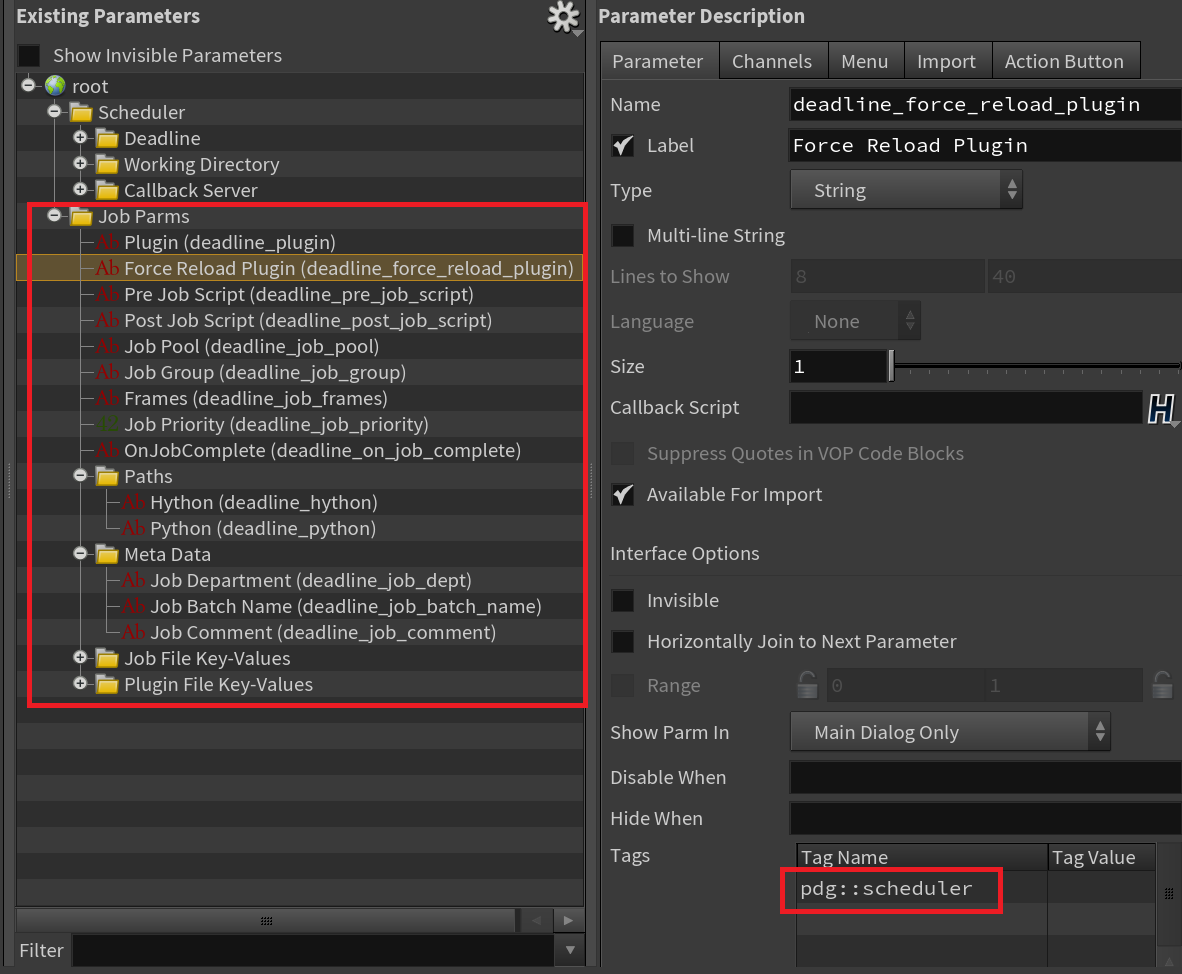 Existing Parameters
Show Invisible Parameters
root
Scheduler
Deadline
Working Directory
Callback Server
Job Parms
Ab Plugin (deadline_plugin)
Ab Force Reload Plugin (deadline_force_reload_plugin)
Ab Pre Job Script (deadline_pre_job_script)
Ab Post Job Script (deadline_post_job_script)
Ab Job Pool (deadline_job_pool)
Ab Job Group (deadline_job_group)
Ab Frames (deadline_job_frames)
Job Priority (deadline_job_priority)
Ab OnJobComplete (deadline_on_job_complete)
Paths
Ab Hython (deadline_hython)
Ab Python (deadline_python)
Meta Data
Ab Job Department (deadline_job_dept)
Ab Job Batch Name (deadline_job_batch_name)
Ab Job Comment (deadline_job_comment)
Job File Key-Values
Plugin File Key-Values
Filter
Parameter Description
Parameter Channels Menu Import Action Button
Name deadline_force_reload_plugin
Label Force Reload Plugin
Type String
Multi-line String
Lines to Show 8 40
Language None
Size 1
Callback Script
Suppress Quotes in VOP Code Blocks
Available For Import
Interface Options
Invisible
Horizontally Join to Next Parameter
Range 0 1
Show Parm In Main Dialog Only
Disable When
Hide When
Tags Tag Name Tag Value
pdg::scheduler